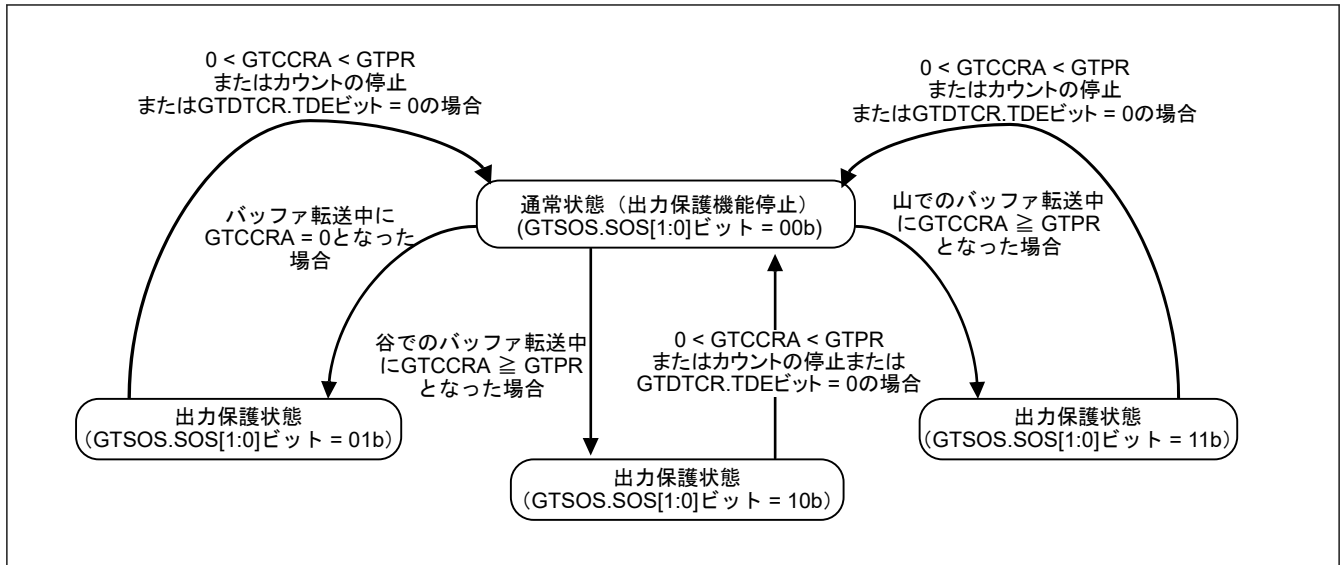 0 < GTCCRA < GTPR
またはカウントの停止
またはGTDTCR.TDEビット = 0の場合
0 < GTCCRA < GTPR
またはカウントの停止
またはGTDTCR.TDEビット = 0の場合
通常状態（出力保護機能停止）
(GTSOS.SOS[1:0]ビット = 00b)
バッファ転送中に
GTCCRA = 0となった
場合
山でのバッファ転送中
にGTCCRA ≧ GTPR
となった場合
谷でのバッファ転送中
にGTCCRA ≧ GTPR
となった場合
0 < GTCCRA < GTPR
またはカウントの停止または
GTDTCR.TDEビット = 0の場合
出力保護状態
（GTSOS.SOS[1:0]ビット = 01b）
出力保護状態
（GTSOS.SOS[1:0]ビット = 10b）
出力保護状態
（GTSOS.SOS[1:0]ビット = 11b）